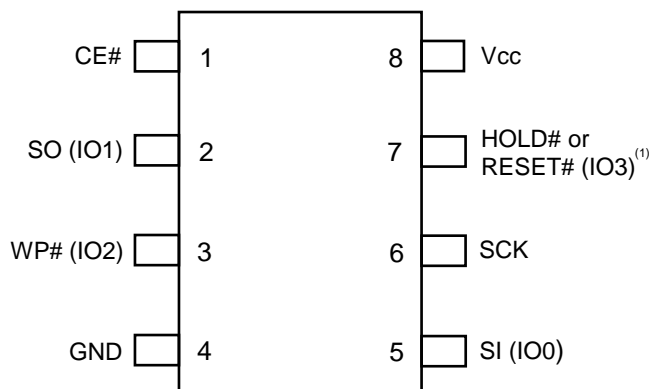 CE# 1 8 Vcc
SO (IO1) 2 7 HOLD# or
RESET# (IO3)(1)
WP# (IO2) 3 6 SCK
GND 4 5 SI (IO0)